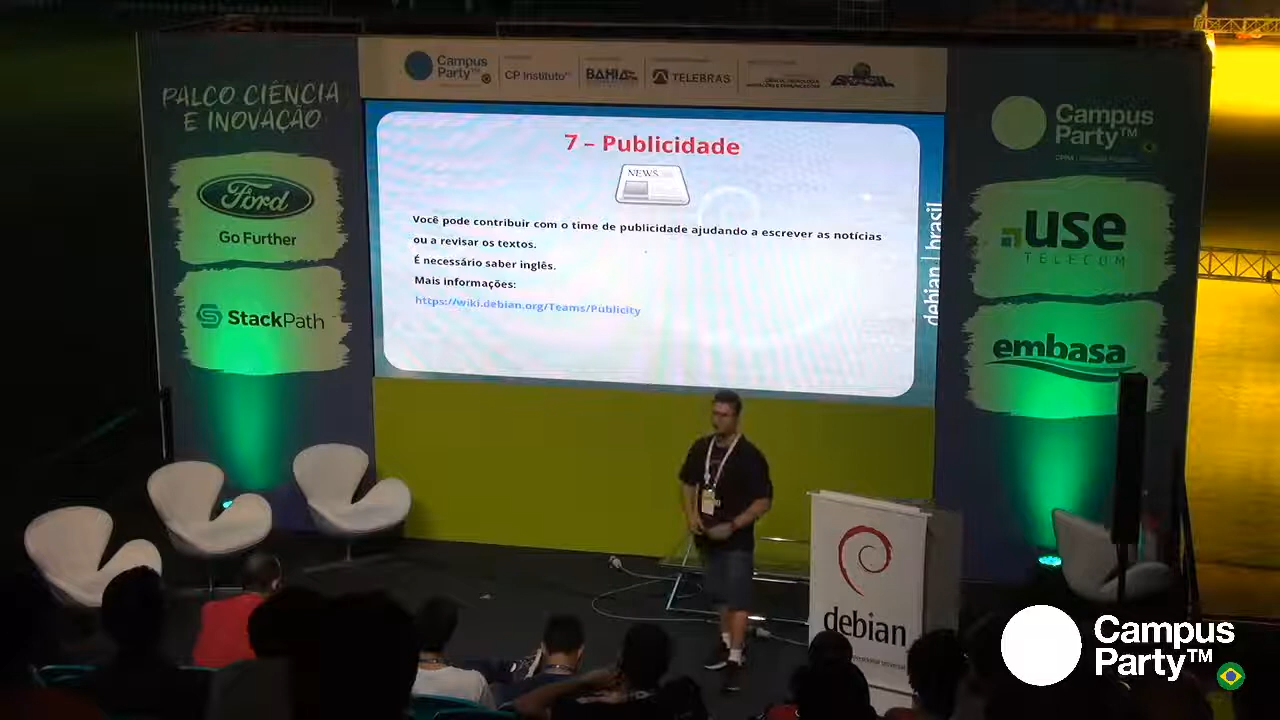 PALCO CIÊNCIA
E INOVAÇÃO
Ford
Go Further
StackPath
Campus
Party™
CP Instituto
BAHIA
TELEBRAS
7 – Publicidade
NEWS
Você pode contribuir com o time de publicidade ajudando a escrever as notícias
ou a revisar os textos.
É necessário saber inglês.
Mais informações:
https://wiki.debian.org/Teams/Publicity
debian | brasil
Campus
Party™
USE
TELECOM
embasa
debian
Campus
Party™